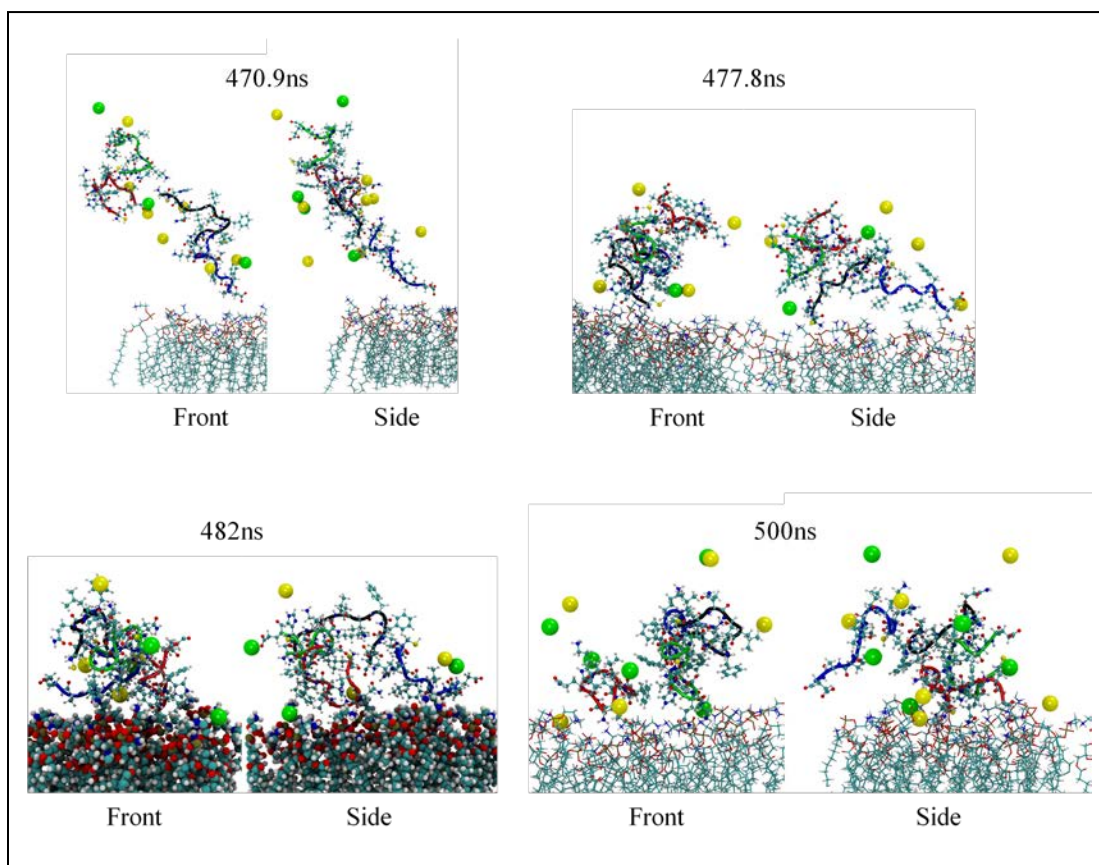 470.9ns
477.8ns
Front
Side
Front
Side
482ns
500ns
Front
Side
Front
Side